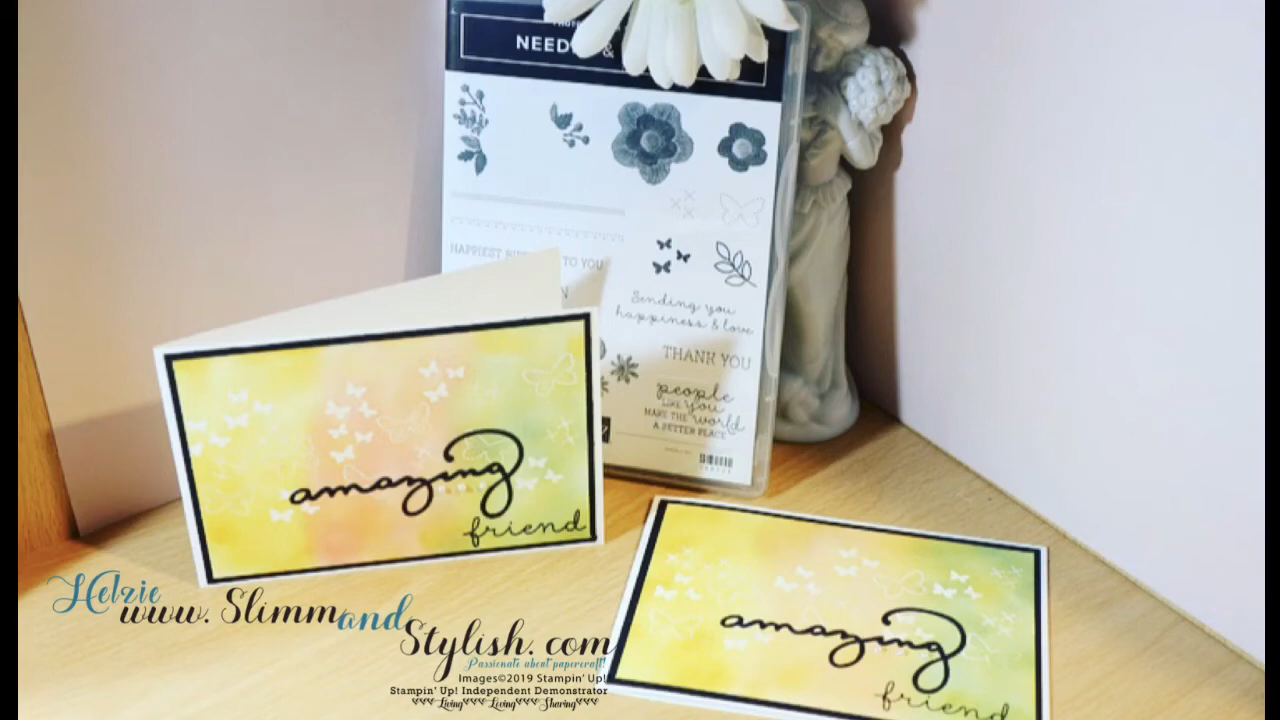 NEED
&
HAPPIEST
TO YOU
Sending you
happiness & love
THANK YOU
people
LIKE you
MAKE THE world
A BETTER PLACE
amazing
friend
amazing
friend
Helzie
www. Slimmand
Stylish. com
Passionate about papercraft!
Images©2019 Stampin' Up!
Stampin' Up! Independent Demonstrator
Living Loving Sharing